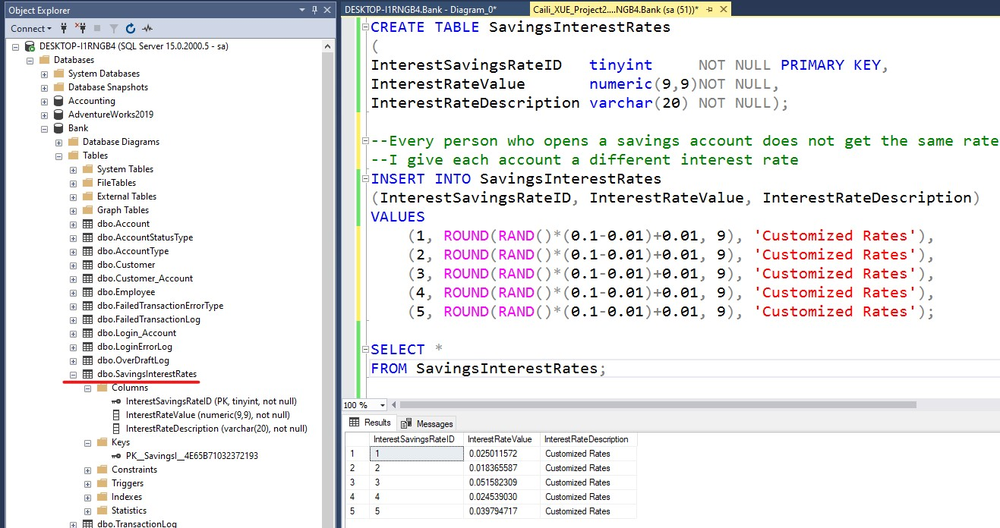 Object Explorer
Connect
DESKTOP-I1RNGB4 (SQL Server 15.0.2000.5 - sa)
Databases
System Databases
Database Snapshots
Accounting
AdventureWorks2019
Bank
Database Diagrams
Tables
System Tables
FileTables
External Tables
Graph Tables
dbo.Account
dbo.AccountStatusType
dbo.AccountType
dbo.Customer
dbo.Customer_Account
dbo.Employee
dbo.FailedTransactionErrorType
dbo.FailedTransactionLog
dbo.Login_Account
dbo.LoginErrorLog
dbo.OverDraftLog
dbo.SavingsInterestRates
Columns
InterestSavingsRateID (PK, tinyint, not null)
InterestRateValue (numeric(9,9), not null)
InterestRateDescription (varchar(20), not null)
Keys
PK__SavingsI__4E65B71032372193
Constraints
Triggers
Indexes
Statistics
dbo.TransactionLog
DESKTOP-I1RNGB4.Bank - Diagram_0*
Caili_XUE_Project2....NGB4.Bank (sa (51))*
CREATE TABLE SavingsInterestRates
(
InterestSavingsRateID tinyint NOT NULL PRIMARY KEY,
InterestRateValue numeric(9,9)NOT NULL,
InterestRateDescription varchar(20) NOT NULL);
--Every person who opens a savings account does not get the same rate
--I give each account a different interest rate
INSERT INTO SavingsInterestRates
(InterestSavingsRateID, InterestRateValue, InterestRateDescription)
VALUES
(1, ROUND(RAND()*(0.1-0.01)+0.01, 9), 'Customized Rates'),
(2, ROUND(RAND()*(0.1-0.01)+0.01, 9), 'Customized Rates'),
(3, ROUND(RAND()*(0.1-0.01)+0.01, 9), 'Customized Rates'),
(4, ROUND(RAND()*(0.1-0.01)+0.01, 9), 'Customized Rates'),
(5, ROUND(RAND()*(0.1-0.01)+0.01, 9), 'Customized Rates');
SELECT *
FROM SavingsInterestRates;
100 %
Results Messages
InterestSavingsRateID InterestRateValue InterestRateDescription
1 1 0.025011572 Customized Rates
2 2 0.018365587 Customized Rates
3 3 0.051582309 Customized Rates
4 4 0.024539030 Customized Rates
5 5 0.039794717 Customized Rates